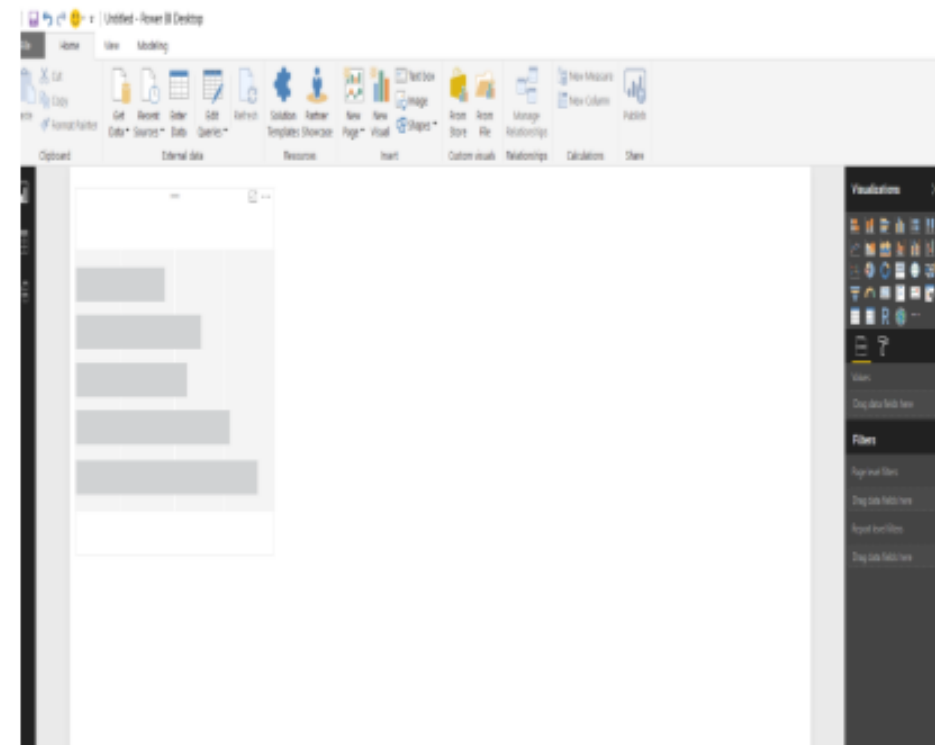 Untitled - Power BI Desktop
File Home View Modeling
Cut
Copy
Format Painter
Clipboard
Get Data
Recent Sources
Enter Data
Edit Queries
Refresh
External data
Solution Templates
Partner Showcase
Resources
New Page
New Visual
Text box
Image
Shapes
Insert
From Store
From File
Custom visuals
Manage Relationships
Relationships
New Measure
New Column
Calculations
Publish
Share
Visualizations
Values
Drag data fields here
Filters
Page level filters
Drag data fields here
Report level filters
Drag data fields here